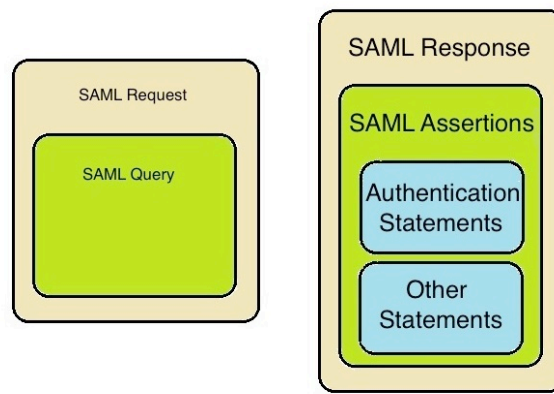 SAML Request
SAML Query
SAML Response
SAML Assertions
Authentication
Statements
Other
Statements